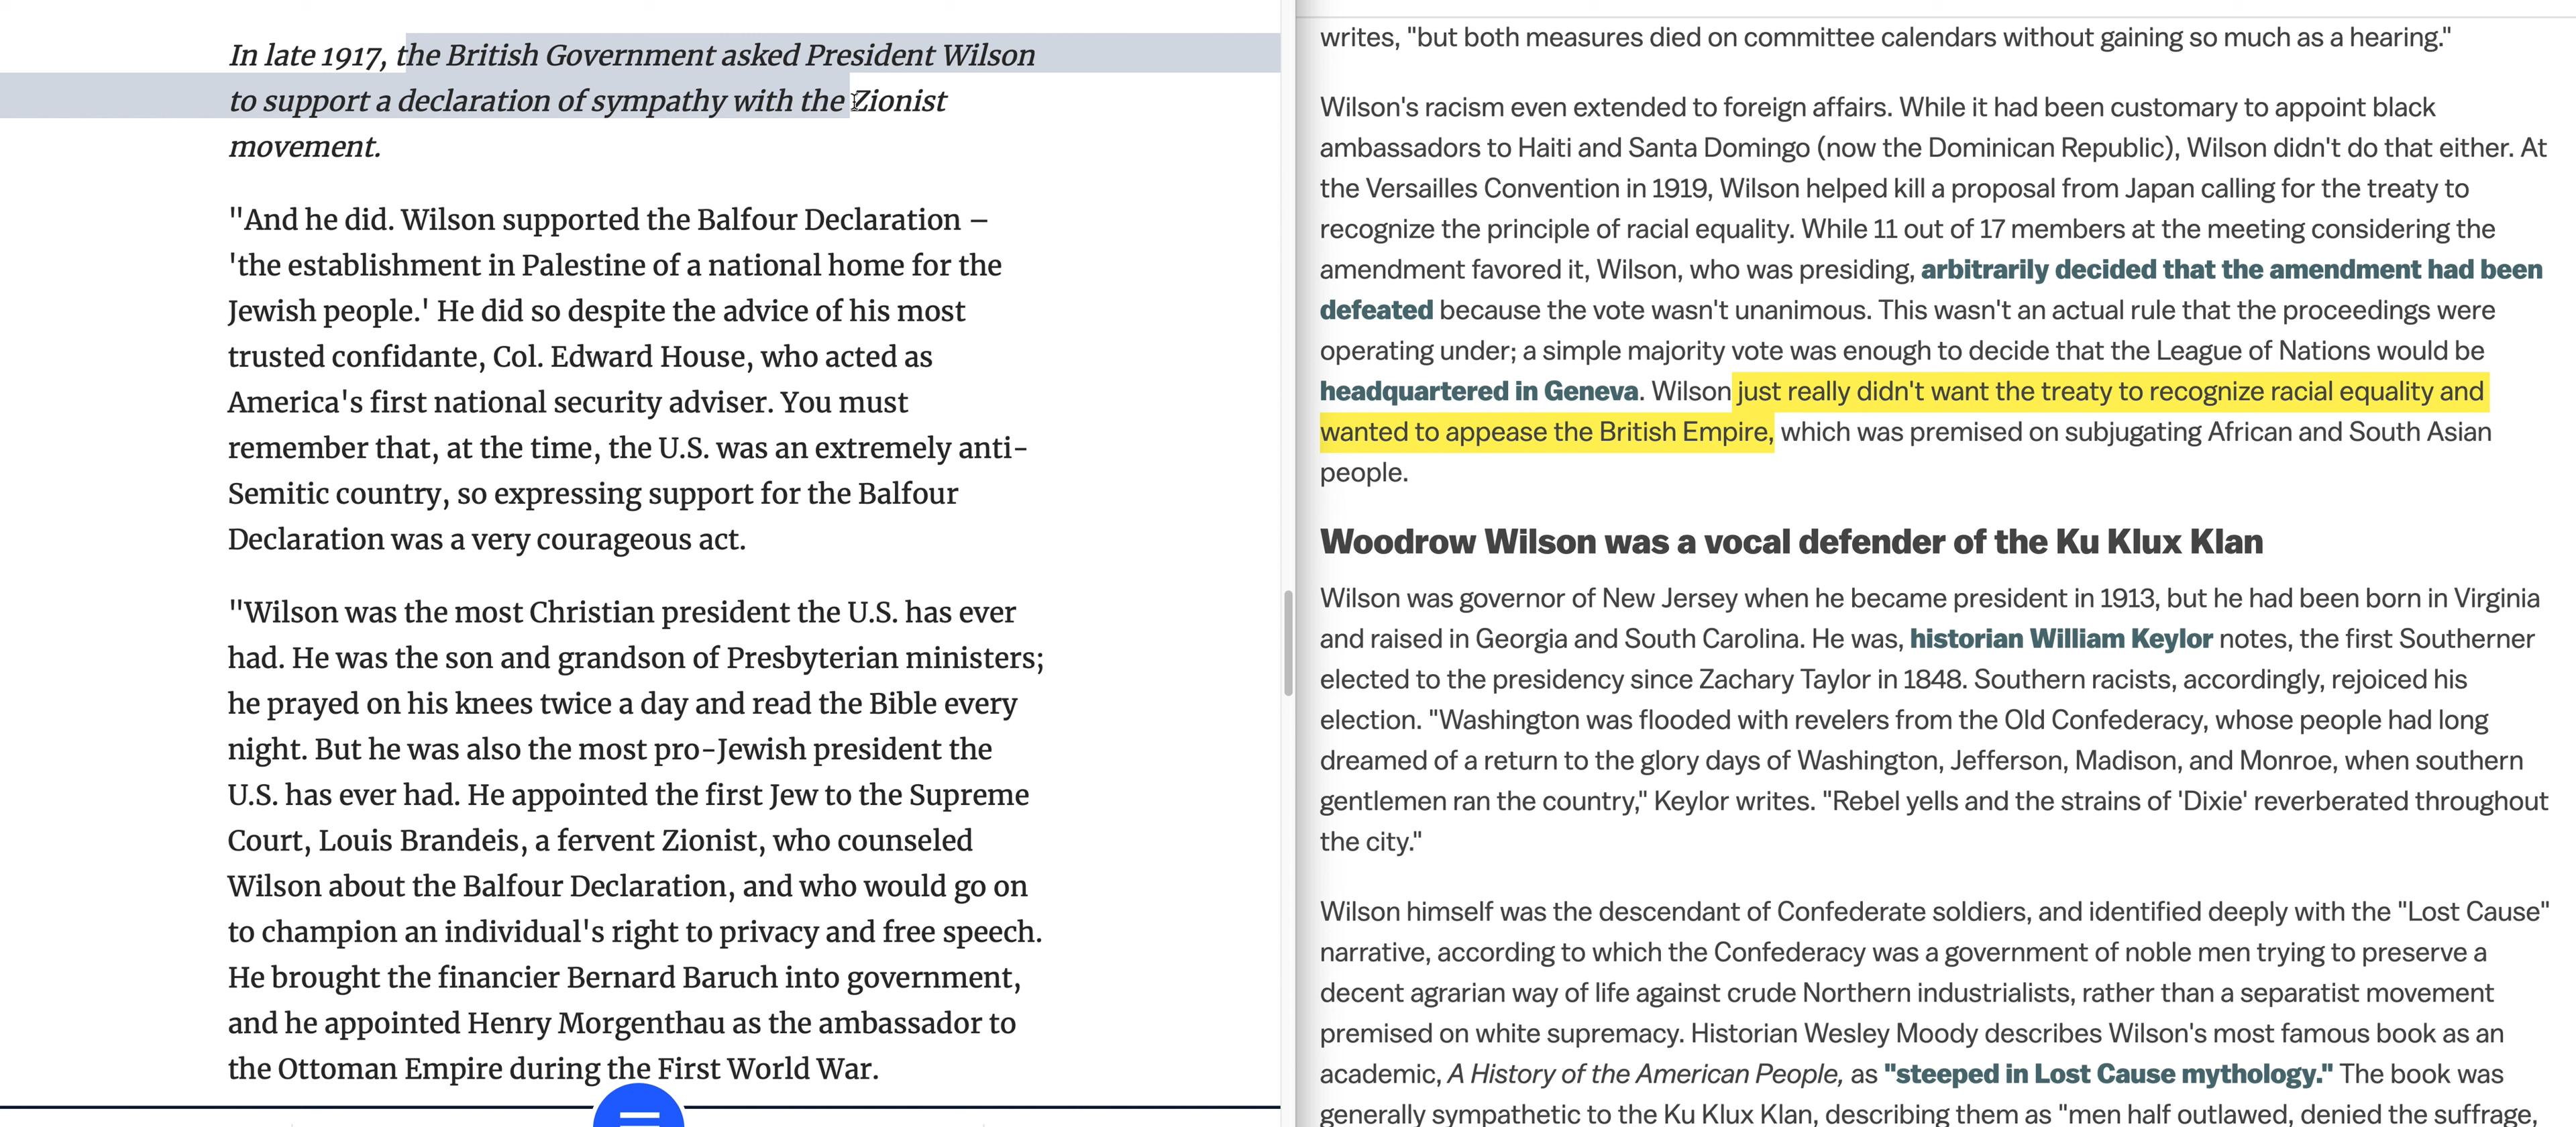 In late 1917, the British Government asked President Wilson
to support a declaration of sympathy with the Zionist
movement.
"And he did. Wilson supported the Balfour Declaration –
'the establishment in Palestine of a national home for the
Jewish people.' He did so despite the advice of his most
trusted confidante, Col. Edward House, who acted as
America's first national security adviser. You must
remember that, at the time, the U.S. was an extremely anti-
Semitic country, so expressing support for the Balfour
Declaration was a very courageous act.
"Wilson was the most Christian president the U.S. has ever
had. He was the son and grandson of Presbyterian ministers;
he prayed on his knees twice a day and read the Bible every
night. But he was also the most pro-Jewish president the
U.S. has ever had. He appointed the first Jew to the Supreme
Court, Louis Brandeis, a fervent Zionist, who counseled
Wilson about the Balfour Declaration, and who would go on
to champion an individual's right to privacy and free speech.
He brought the financier Bernard Baruch into government,
and he appointed Henry Morgenthau as the ambassador to
the Ottoman Empire during the First World War.
writes, "but both measures died on committee calendars without gaining so much as a hearing."
Wilson's racism even extended to foreign affairs. While it had been customary to appoint black
ambassadors to Haiti and Santa Domingo (now the Dominican Republic), Wilson didn't do that either. At
the Versailles Convention in 1919, Wilson helped kill a proposal from Japan calling for the treaty to
recognize the principle of racial equality. While 11 out of 17 members at the meeting considering the
amendment favored it, Wilson, who was presiding, arbitrarily decided that the amendment had been
defeated because the vote wasn't unanimous. This wasn't an actual rule that the proceedings were
operating under; a simple majority vote was enough to decide that the League of Nations would be
headquartered in Geneva. Wilson just really didn't want the treaty to recognize racial equality and
wanted to appease the British Empire, which was premised on subjugating African and South Asian
people.
Woodrow Wilson was a vocal defender of the Ku Klux Klan
Wilson was governor of New Jersey when he became president in 1913, but he had been born in Virginia
and raised in Georgia and South Carolina. He was, historian William Keylor notes, the first Southerner
elected to the presidency since Zachary Taylor in 1848. Southern racists, accordingly, rejoiced his
election. "Washington was flooded with revelers from the Old Confederacy, whose people had long
dreamed of a return to the glory days of Washington, Jefferson, Madison, and Monroe, when southern
gentlemen ran the country," Keylor writes. "Rebel yells and the strains of 'Dixie' reverberated throughout
the city."
Wilson himself was the descendant of Confederate soldiers, and identified deeply with the "Lost Cause"
narrative, according to which the Confederacy was a government of noble men trying to preserve a
decent agrarian way of life against crude Northern industrialists, rather than a separatist movement
premised on white supremacy. Historian Wesley Moody describes Wilson's most famous book as an
academic, A History of the American People, as "steeped in Lost Cause mythology." The book was
generally sympathetic to the Ku Klux Klan, describing them as "men half outlawed, denied the suffrage,